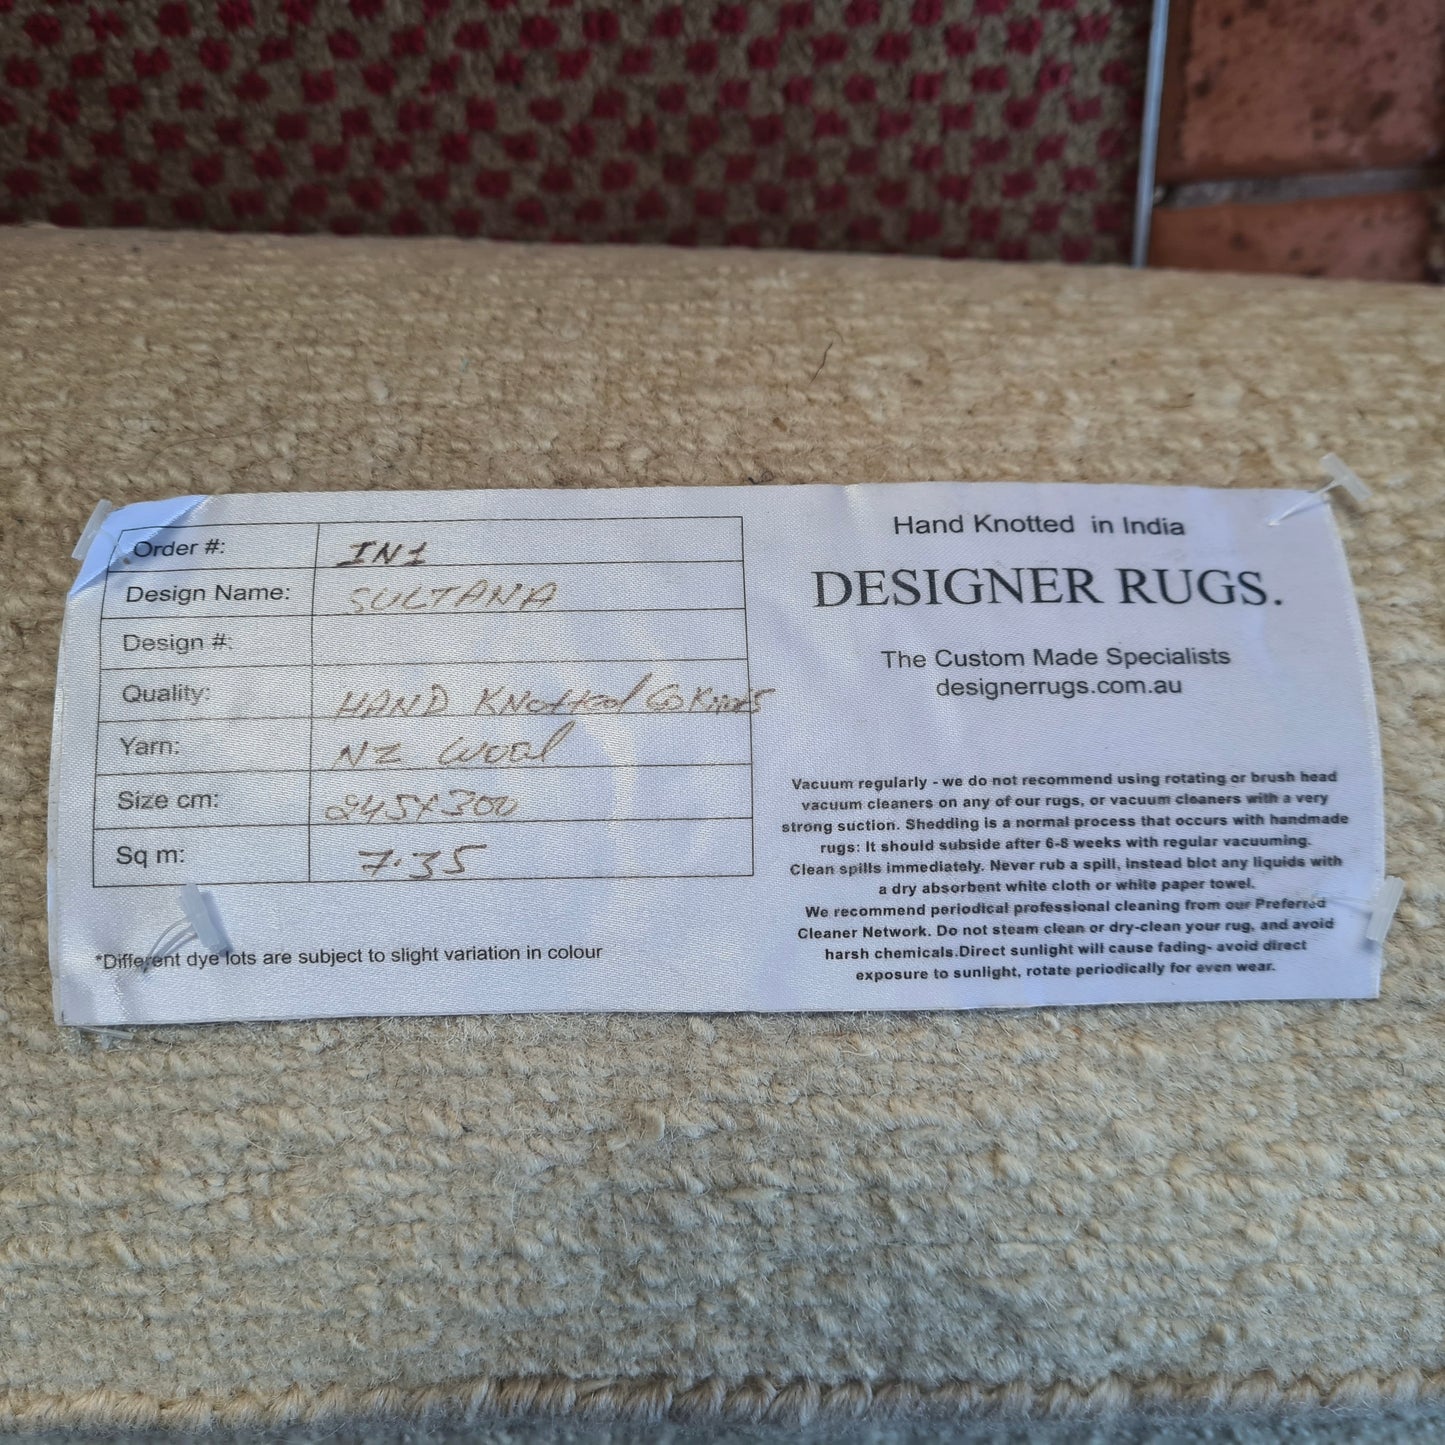 Order #: IN1
Design Name: SULTANA
Design #:
Quality: HAND KNotted 60 Knots
Yarn: NZ Wool
Size cm: 245x300
Sq m: 7.35
*Different dye lots are subject to slight variation in colour
Hand Knotted in India
DESIGNER RUGS.
The Custom Made Specialists
designerrugs.com.au
Vacuum regularly - we do not recommend using rotating or brush head
vacuum cleaners on any of our rugs, or vacuum cleaners with a very
strong suction. Shedding is a normal process that occurs with handmade
rugs: It should subside after 6-8 weeks with regular vacuuming.
Clean spills immediately. Never rub a spill, instead blot any liquids with
a dry absorbent white cloth or white paper towel.
We recommend periodical professional cleaning from our Preferred
Cleaner Network. Do not steam clean or dry-clean your rug, and avoid
harsh chemicals.Direct sunlight will cause fading- avoid direct
exposure to sunlight, rotate periodically for even wear.